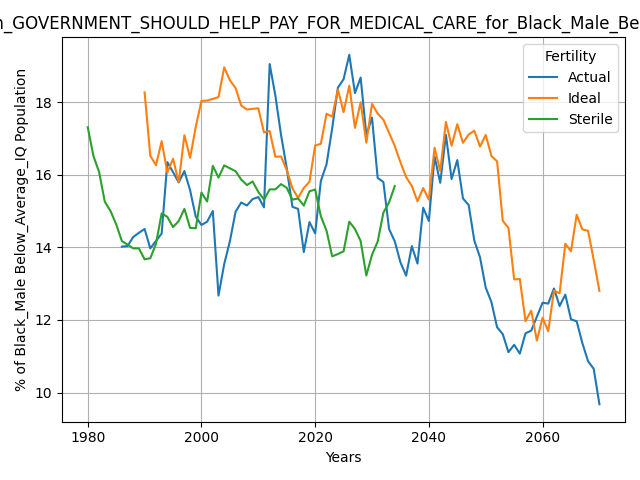 GOVERNMENT_SHOULD_HELP_PAY_FOR_MEDICAL_CARE_for_Black_Male_Be
Fertility
Actual
Ideal
Sterile
% of Black_Male Below_Average_IQ Population
18
16
14
12
10
1980
2000
2020
2040
2060
Years